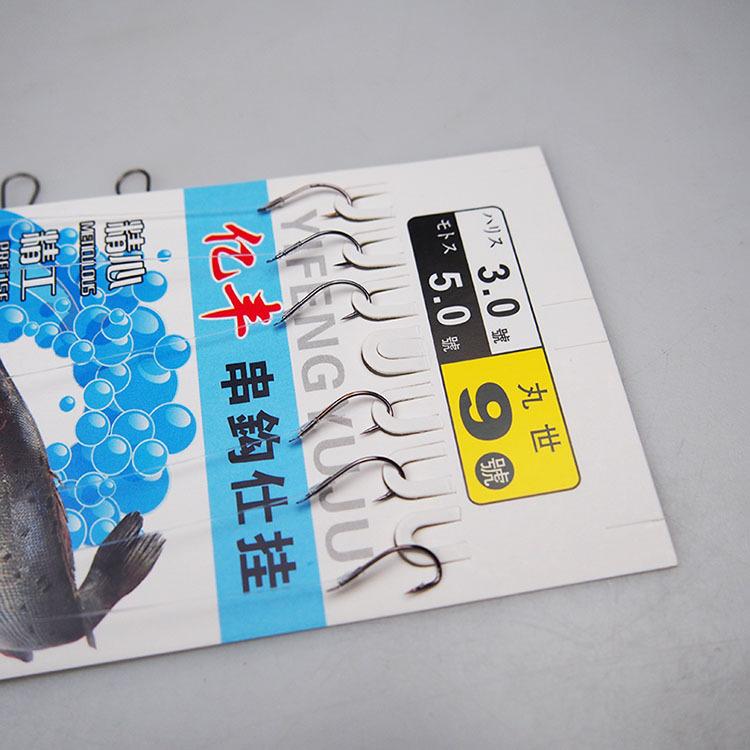 精心
精工
亿丰 串鈎仕挂
YIFENG YUJU
ハリス 3.0號
モトス 5.0號
丸世
9號